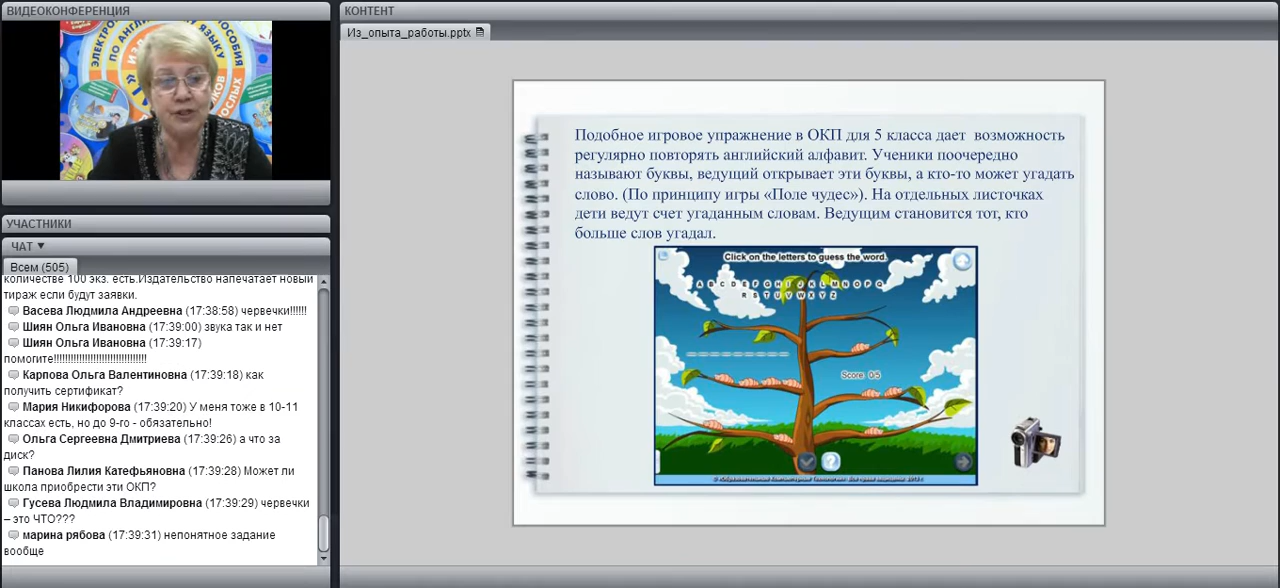 ВИДЕОКОНФЕРЕНЦИЯ
УЧАСТНИКИ
ЧАТ
Всем (505)
количестве 100 экз. есть.Издательство напечатает новый
тираж если будут заявки.
Васева Людмила Андреевна (17:38:58) червечки!!!!!!
Шиян Ольга Ивановна (17:39:00) звука так и нет
Шиян Ольга Ивановна (17:39:17)
помогите!!!!!!!!!!!!!!!!!!!!!!!!!!!!!!!!!!
Карпова Ольга Валентиновна (17:39:18) как
получить сертификат?
Мария Никифорова (17:39:20) У меня тоже в 10-11
классах есть, но до 9-го - обязательно!
Ольга Сергеевна Дмитриева (17:39:26) а что за
диск?
Панова Лилия Катефьяновна (17:39:28) Может ли
школа приобрести эти ОКП?
Гусева Людмила Владимировна (17:39:29) червечки
– это ЧТО???
марина рябова (17:39:31) непонятное задание
вообще
КОНТЕНТ
Из_опыта_работы.pptx
Подобное игровое упражнение в ОКП для 5 класса дает возможность
регулярно повторять английский алфавит. Ученики поочередно
называют буквы, ведущий открывает эти буквы, а кто-то может угадать
слово. (По принципу игры «Поле чудес»). На отдельных листочках
дети ведут счет угаданным словам. Ведущим становится тот, кто
больше слов угадал.
Click on the letters to guess the word.
A B C D E F G H I J K L M N O P Q
R S T U V W X Y Z
Score: 0/5
© «Образовательные Компьютерные Технологии». Все права защищены. 2013 г.